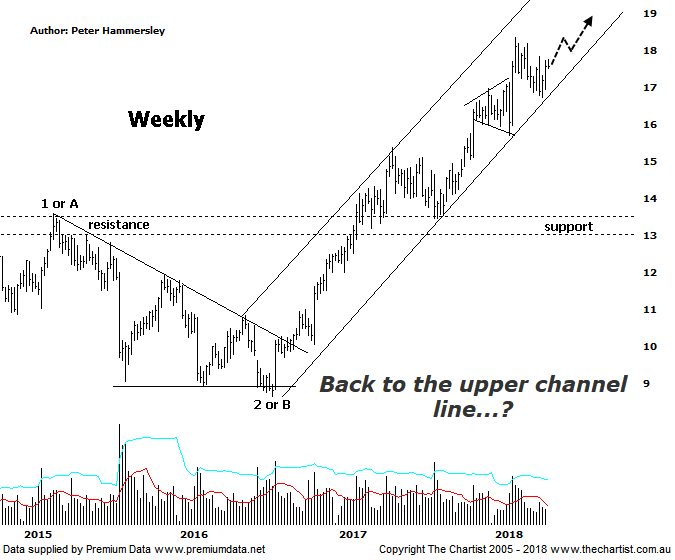 19
Author: Peter Hammersley
18
17
Weekly
16
15
14
1 or A
resistance
support
13
12
11
10
Back to the upper channel
line...?
9
2 or B
2015
2016
2017
2018
Data supplied by Premium Data www.premiumdata.net
Copyright The Chartist 2005 - 2018 www.thechartist.com.au